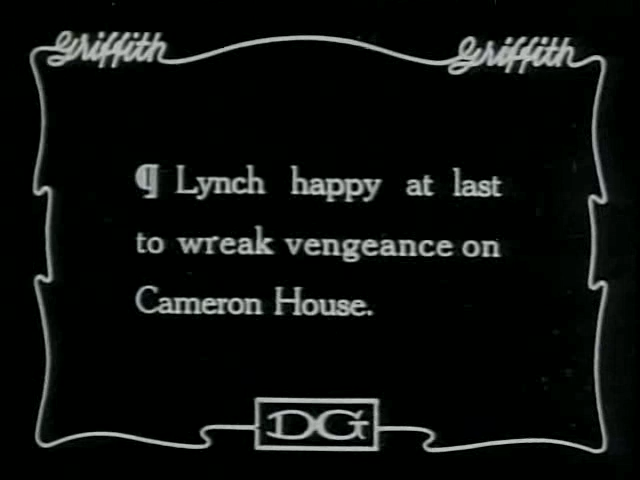 Griffith Griffith
¶ Lynch happy at last
to wreak vengeance on
Cameron House.
DG